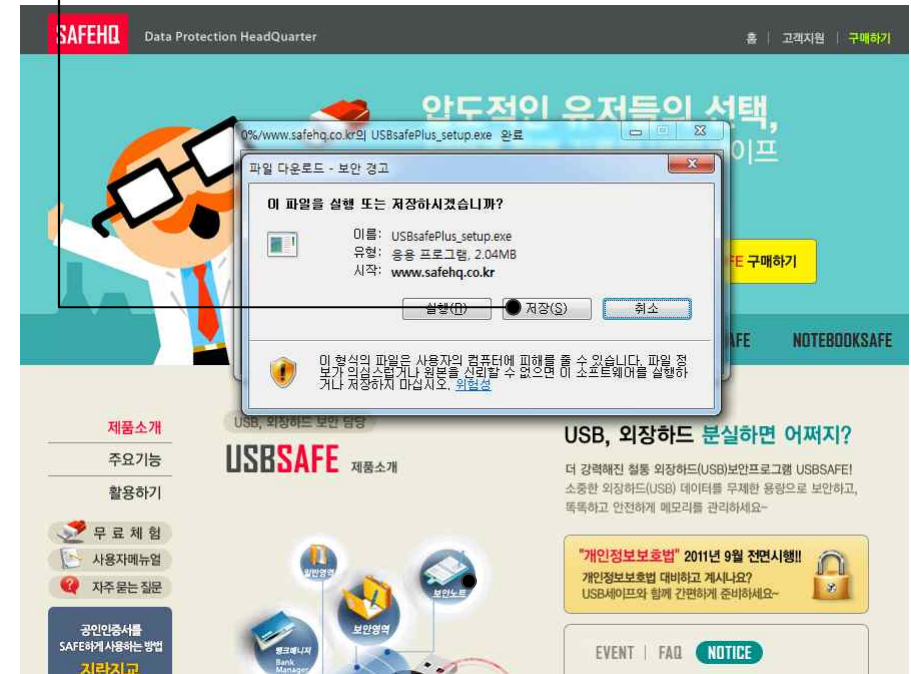 SAFEHQ Data Protection HeadQuarter 홈 | 고객지원 | 구매하기
압도적인 유저들의 선택,
이프
0%/www.safehq.co.kr의 USBsafePlus_setup.exe 완료
파일 다운로드 - 보안 경고
이 파일을 실행 또는 저장하시겠습니까?
이름: USBsafePlus_setup.exe
유형: 응용 프로그램, 2.04MB
시작: www.safehq.co.kr
실행(R) 저장(S) 취소
이 형식의 파일은 사용자의 컴퓨터에 피해를 줄 수 있습니다. 파일 정
보가 의심스럽거나 원본을 신뢰할 수 없으면 이 소프트웨어를 실행하
거나 저장하지 마십시오. 위험성
FE 구매하기
AFE NOTEBOOKSAFE
제품소개
주요기능
활용하기
무료체험
사용자메뉴얼
자주 묻는 질문
공인인증서를
SAFE하게 사용하는 방법
지란지교
USB, 외장하드 보안 담당
USBSAFE 제품소개
일반영역
보안노트
보안영역
뱅크매니저
Bank
Manager
USB, 외장하드 분실하면 어쩌지?
더 강력해진 철통 외장하드(USB)보안프로그램 USBSAFE!
소중한 외장하드(USB) 데이터를 무제한 용량으로 보안하고,
똑똑하고 안전하게 메모리를 관리하세요~
"개인정보보호법" 2011년 9월 전면시행!!
개인정보보호법 대비하고 계시나요?
USB세이프와 함께 간편하게 준비하세요~
EVENT | FAQ NOTICE